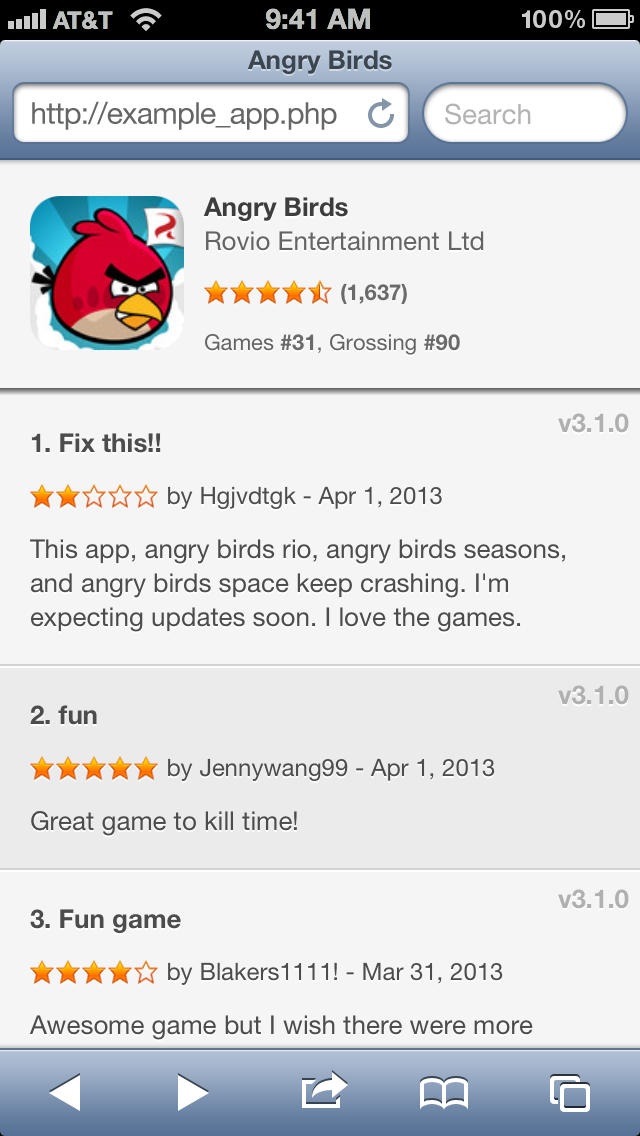 AT&T 9:41 AM 100%
Angry Birds
http://example_app.php Search
Angry Birds
Rovio Entertainment Ltd
(1,637)
Games #31, Grossing #90
v3.1.0
1. Fix this!!
by Hgjvdtgk - Apr 1, 2013
This app, angry birds rio, angry birds seasons,
and angry birds space keep crashing. I'm
expecting updates soon. I love the games.
v3.1.0
2. fun
by Jennywang99 - Apr 1, 2013
Great game to kill time!
v3.1.0
3. Fun game
by Blakers1111! - Mar 31, 2013
Awesome game but I wish there were more